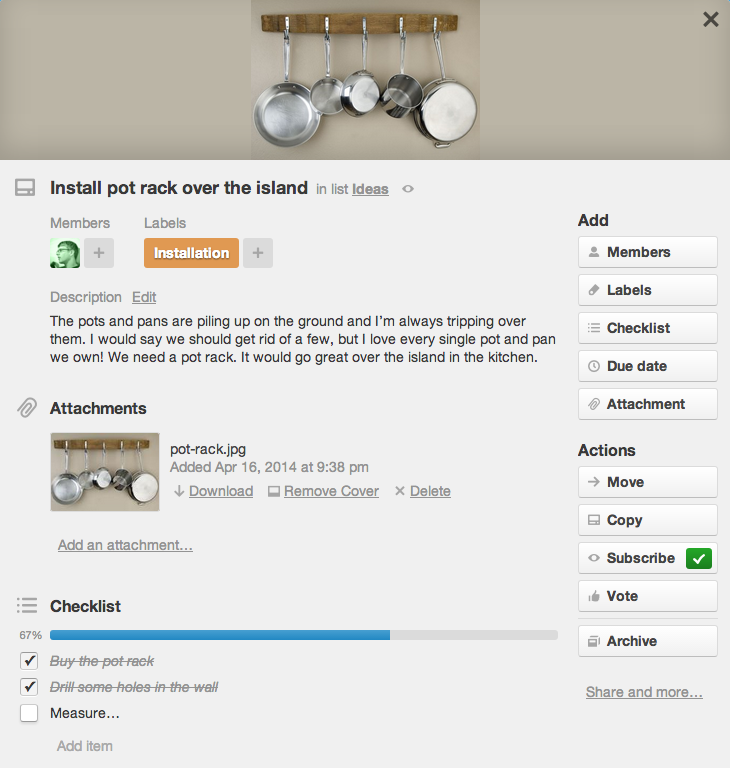 Install pot rack over the island in list Ideas
Members Labels
Installation
Description Edit
The pots and pans are piling up on the ground and I'm always tripping over
them. I would say we should get rid of a few, but I love every single pot and pan
we own! We need a pot rack. It would go great over the island in the kitchen.
Attachments
pot-rack.jpg
Added Apr 16, 2014 at 9:38 pm
Download Remove Cover Delete
Add an attachment…
Checklist
67%
Buy the pot rack
Drill some holes in the wall
Measure…
Add item
Add
Members
Labels
Checklist
Due date
Attachment
Actions
Move
Copy
Subscribe
Vote
Archive
Share and more…